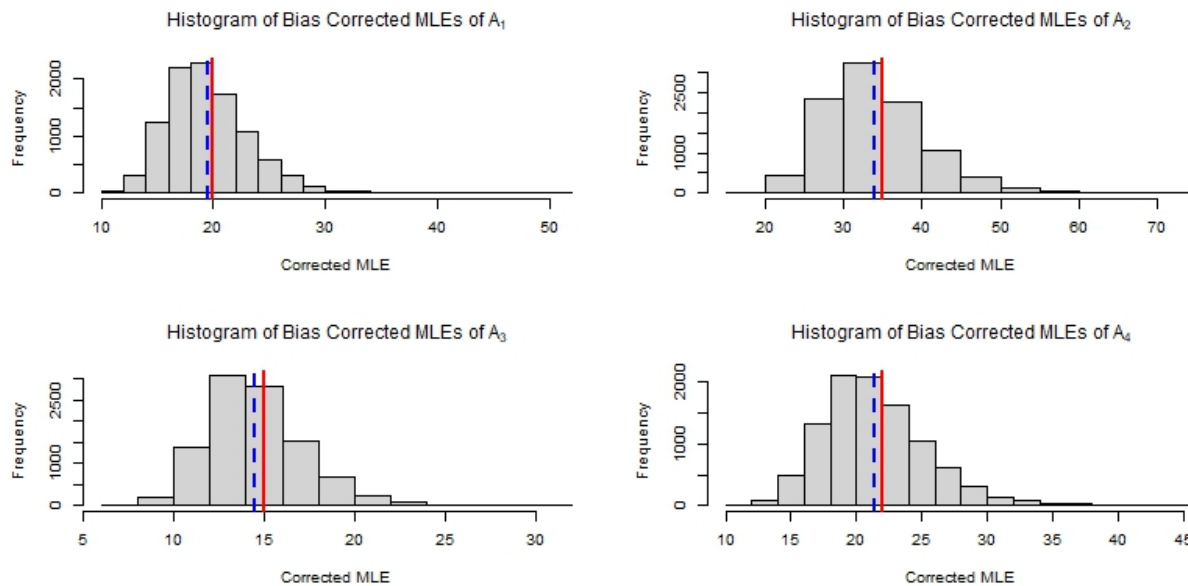 Histogram of Bias Corrected MLEs of A₁
Frequency
0 1000 2000
10 20 30 40 50
Corrected MLE
Histogram of Bias Corrected MLEs of A₂
Frequency
0 1000 2500
20 30 40 50 60 70
Corrected MLE
Histogram of Bias Corrected MLEs of A₃
Frequency
0 1000 2500
5 10 15 20 25 30
Corrected MLE
Histogram of Bias Corrected MLEs of A₄
Frequency
0 1000 2000
10 15 20 25 30 35 40 45
Corrected MLE